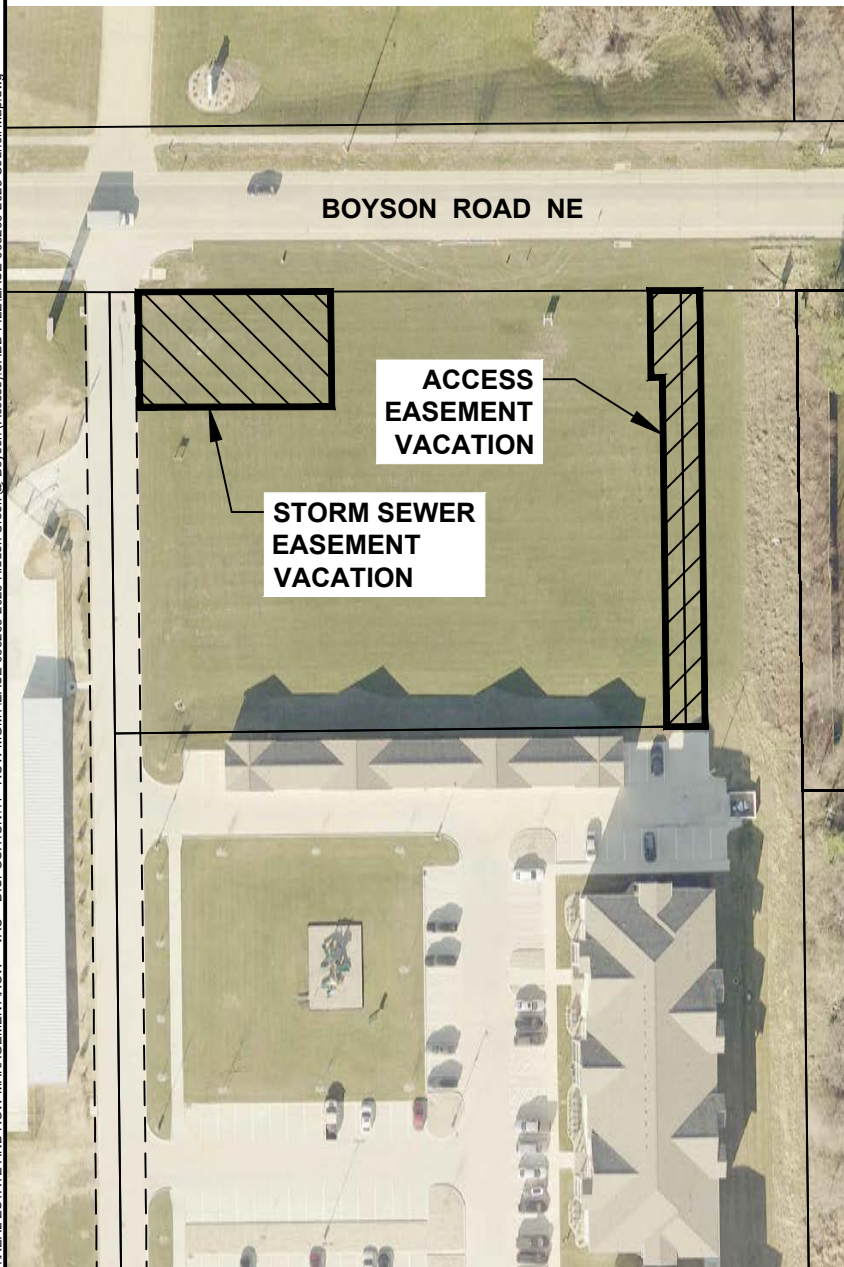 BOYSON ROAD NE
ACCESS
EASEMENT
VACATION
STORM SEWER
EASEMENT
VACATION